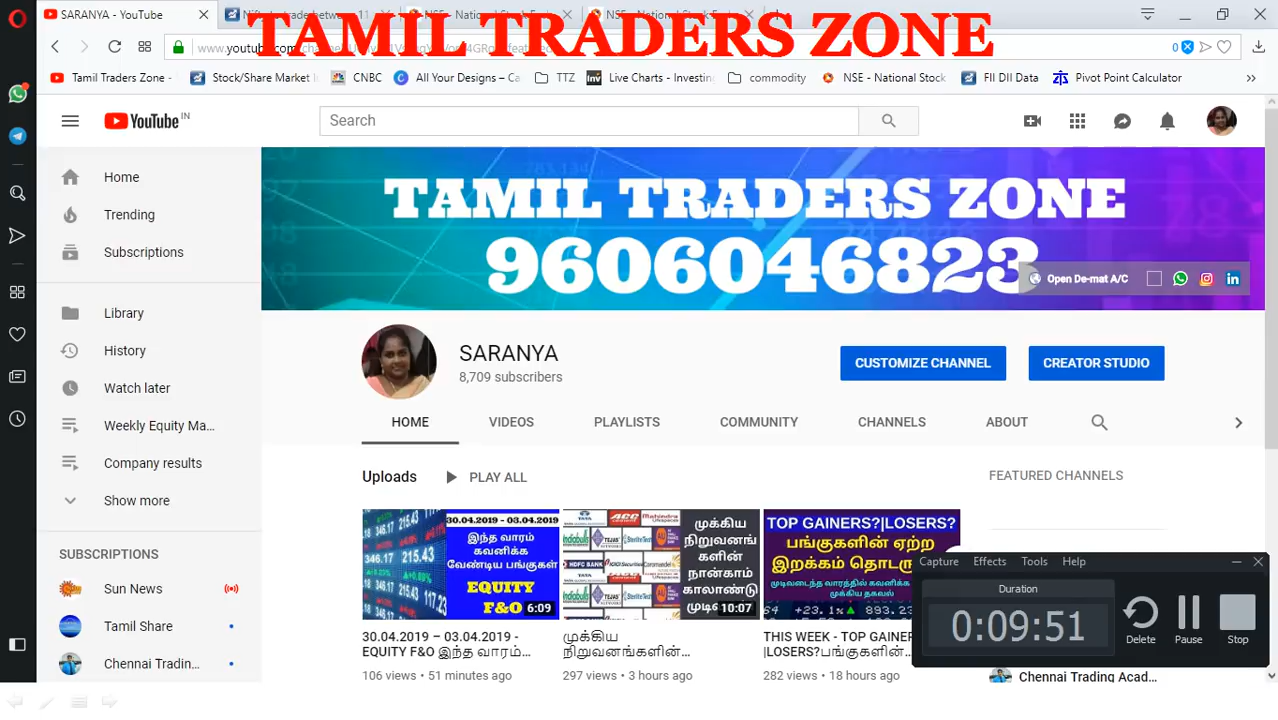 SARANYA - YouTube
TAMIL TRADERS ZONE
Tamil Traders Zone -
Stock/Share Market
CNBC
All Your Designs – Ca
TTZ
Live Charts - Investing
commodity
NSE - National Stock
FII DII Data
Pivot Point Calculator
YouTube IN
Search
Home
Trending
Subscriptions
Library
History
Watch later
Weekly Equity Ma...
Company results
Show more
SUBSCRIPTIONS
Sun News
Tamil Share
Chennai Tradin...
TAMIL TRADERS ZONE
9606046823
Open De-mat A/C
SARANYA
8,709 subscribers
CUSTOMIZE CHANNEL
CREATOR STUDIO
HOME
VIDEOS
PLAYLISTS
COMMUNITY
CHANNELS
ABOUT
Uploads
PLAY ALL
FEATURED CHANNELS
30.04.2019 - 03.04.2019
இந்த வாரம்
கவனிக்க
வேண்டிய பங்குகள்
EQUITY
F&O
6:09
முக்கிய
நிறுவனங்
களின்
நான்காம்
காலாண்டு
10:07
TOP GAINERS?|LOSERS?
பங்குகளின் ஏற்ற
30.04.2019 – 03.04.2019 -
EQUITY F&O இந்த வாரம்...
106 views • 51 minutes ago
முக்கிய
நிறுவனங்களின்...
297 views • 3 hours ago
THIS WEEK - TOP GAINER
|LOSERS?பங்குகளின்...
282 views • 18 hours ago
Capture
Effects
Tools
Help
Duration
0:09:51
Delete
Pause
Stop
Chennai Trading Acad...